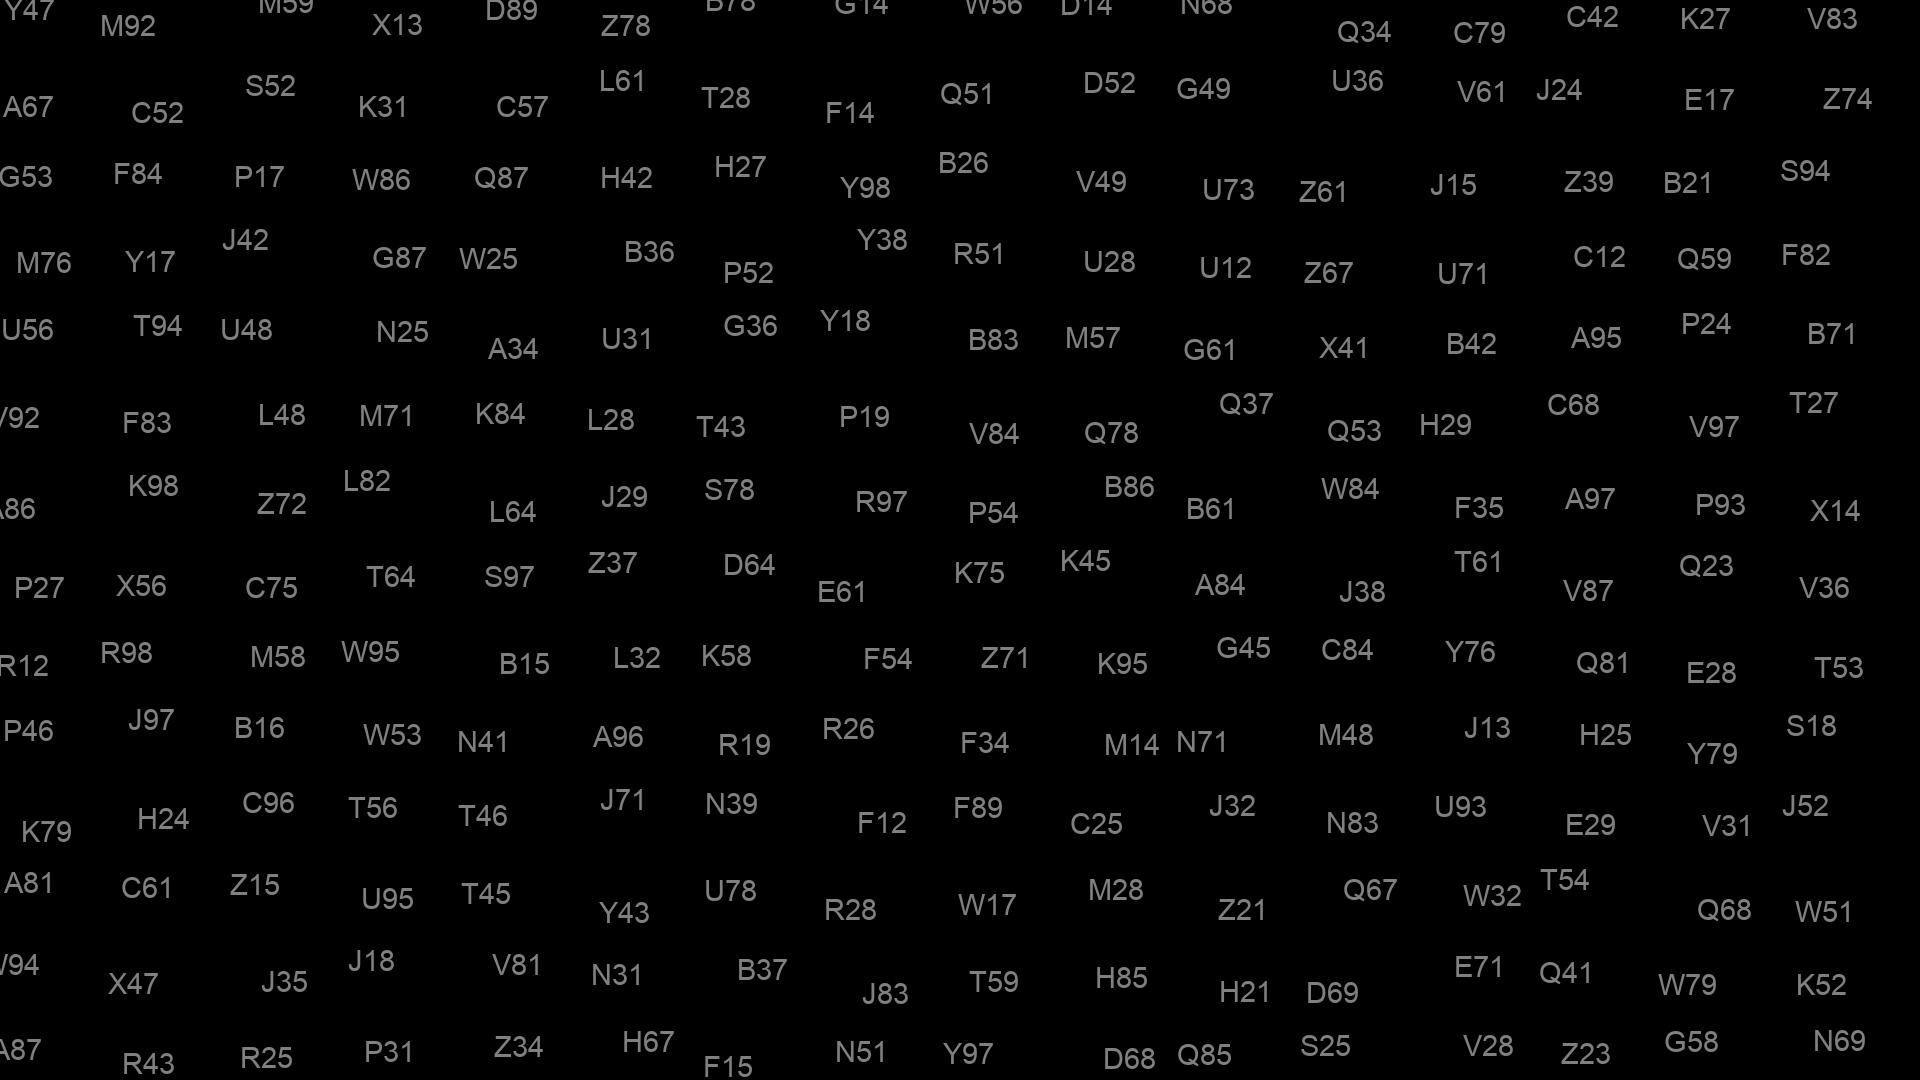 Y47 M92 M59 X13 D89 Z78 B78 G14 W56 D14 N68 Q34 C79 C42 K27 V83
A67 C52 S52 K31 C57 L61 T28 F14 Q51 D52 G49 U36 V61 J24 E17 Z74
G53 F84 P17 W86 Q87 H42 H27 Y98 B26 V49 U73 Z61 J15 Z39 B21 S94
M76 Y17 J42 G87 W25 B36 P52 Y38 R51 U28 U12 Z67 U71 C12 Q59 F82
U56 T94 U48 N25 A34 U31 G36 Y18 B83 M57 G61 X41 B42 A95 P24 B71
V92 F83 L48 M71 K84 L28 T43 P19 V84 Q78 Q37 Q53 H29 C68 V97 T27
A86 K98 Z72 L82 L64 J29 S78 R97 P54 B86 B61 W84 F35 A97 P93 X14
P27 X56 C75 T64 S97 Z37 D64 E61 K75 K45 A84 J38 T61 V87 Q23 V36
R12 R98 M58 W95 B15 L32 K58 F54 Z71 K95 G45 C84 Y76 Q81 E28 T53
P46 J97 B16 W53 N41 A96 R19 R26 F34 M14 N71 M48 J13 H25 Y79 S18
K79 H24 C96 T56 T46 J71 N39 F12 F89 C25 J32 N83 U93 E29 V31 J52
A81 C61 Z15 U95 T45 Y43 U78 R28 W17 M28 Z21 Q67 W32 T54 Q68 W51
X47 J35 J18 V81 N31 B37 J83 T59 H85 H21 D69 E71 Q41 W79 K52
A87 R43 R25 P31 Z34 H67 F15 N51 Y97 D68 Q85 S25 V28 Z23 G58 N69